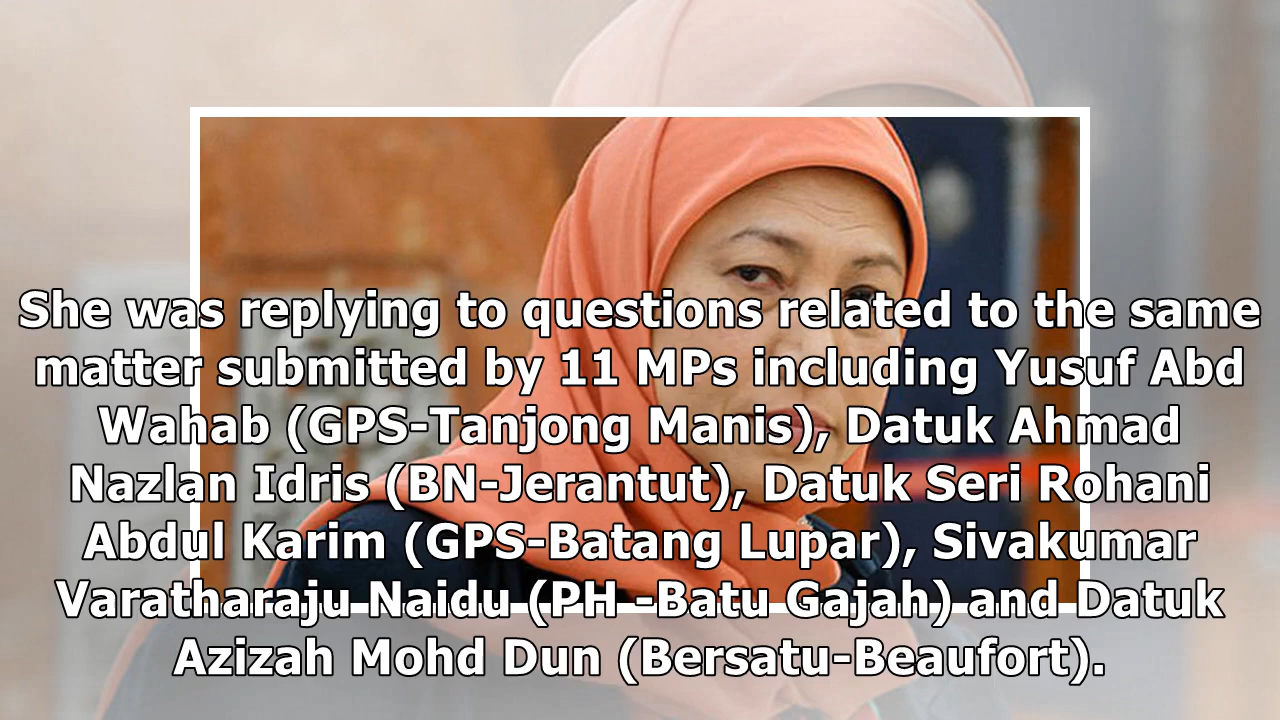 She was replying to questions related to the same
matter submitted by 11 MPs including Yusuf Abd
Wahab (GPS-Tanjong Manis), Datuk Ahmad
Nazlan Idris (BN-Jerantut), Datuk Seri Rohani
Abdul Karim (GPS-Batang Lupar), Sivakumar
Varatharaju Naidu (PH -Batu Gajah) and Datuk
Azizah Mohd Dun (Bersatu-Beaufort).